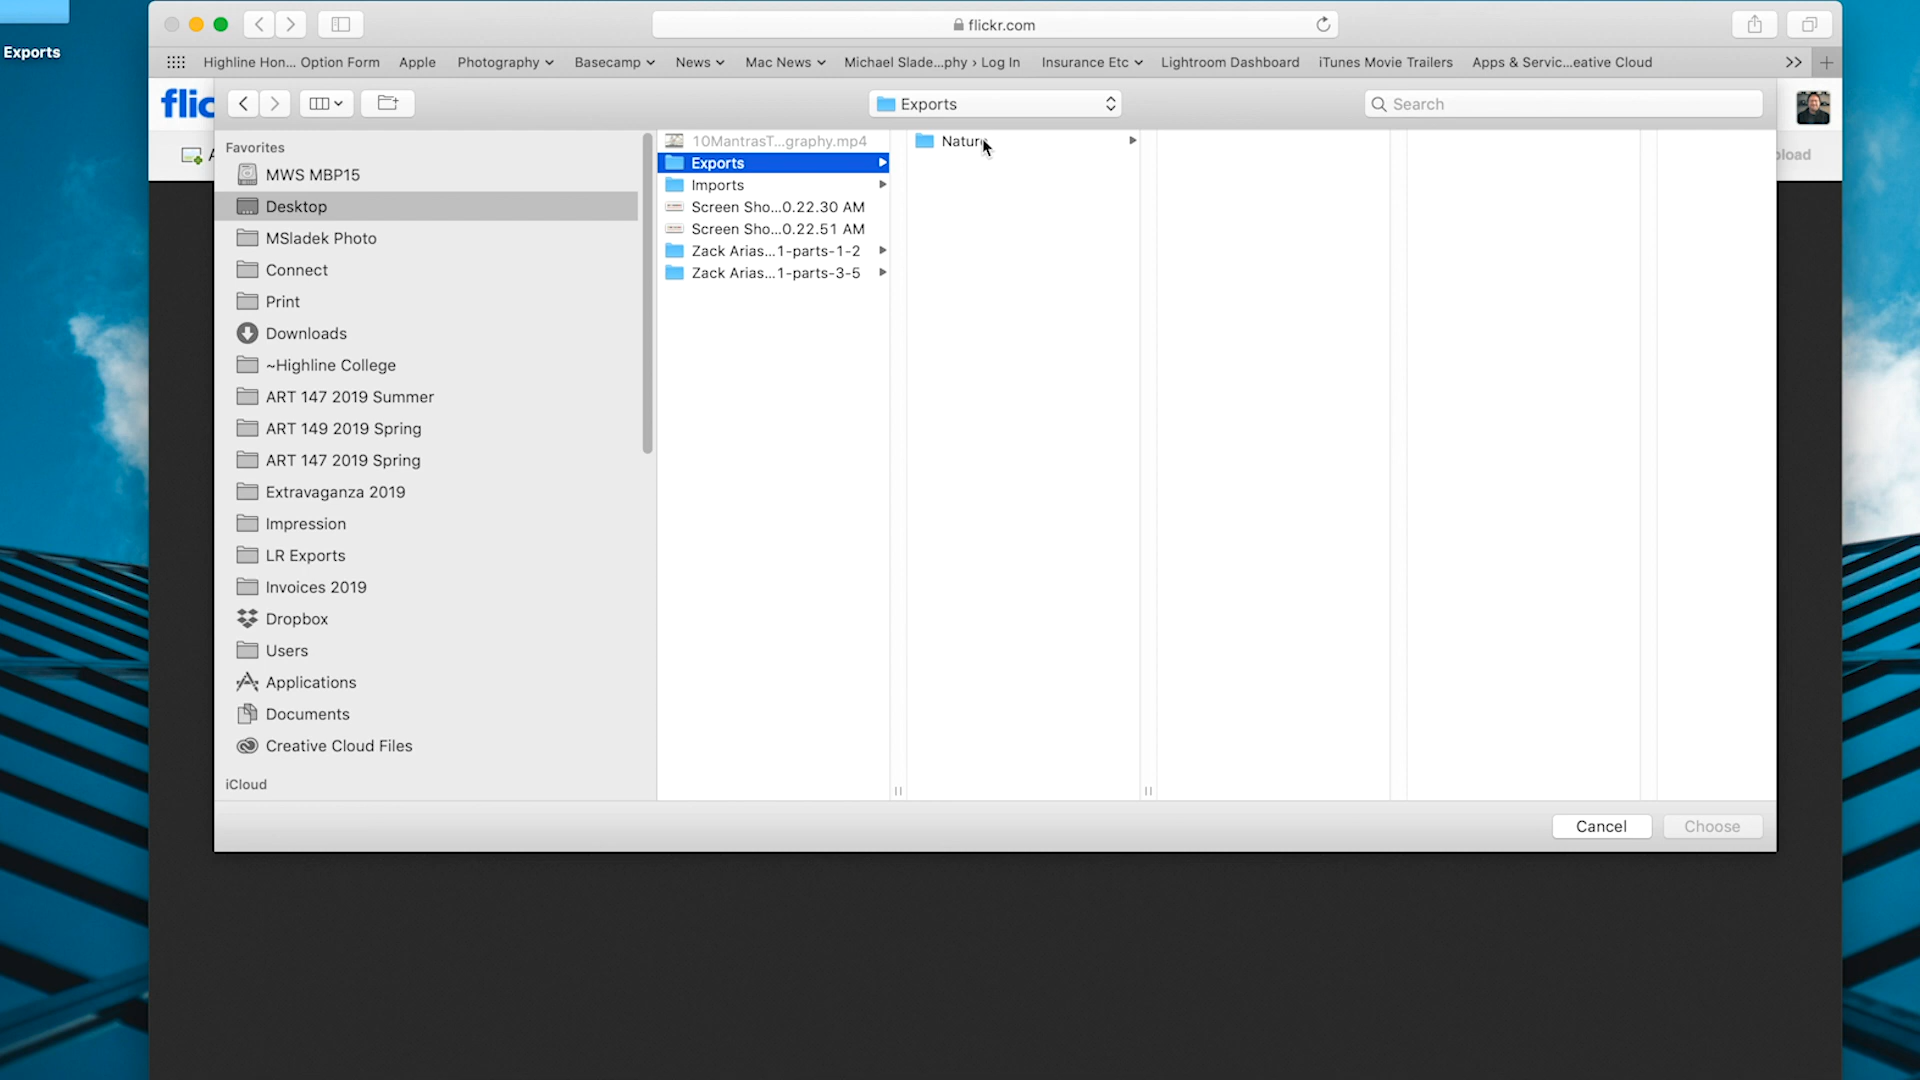 Exports
flickr.com
Highline Hon... Option Form
Apple
Photography
Basecamp
News
Mac News
Michael Slade...phy › Log In
Insurance Etc
Lightroom Dashboard
iTunes Movie Trailers
Apps & Servic...eative Cloud
flic
Exports
Search
Favorites
MWS MBP15
Desktop
MSladek Photo
Connect
Print
Downloads
~Highline College
ART 147 2019 Summer
ART 149 2019 Spring
ART 147 2019 Spring
Extravaganza 2019
Impression
LR Exports
Invoices 2019
Dropbox
Users
Applications
Documents
Creative Cloud Files
iCloud
10MantrasT...graphy.mp4
Exports
Imports
Screen Sho...0.22.30 AM
Screen Sho...0.22.51 AM
Zack Arias...1-parts-1-2
Zack Arias...1-parts-3-5
Nature
Cancel
Choose